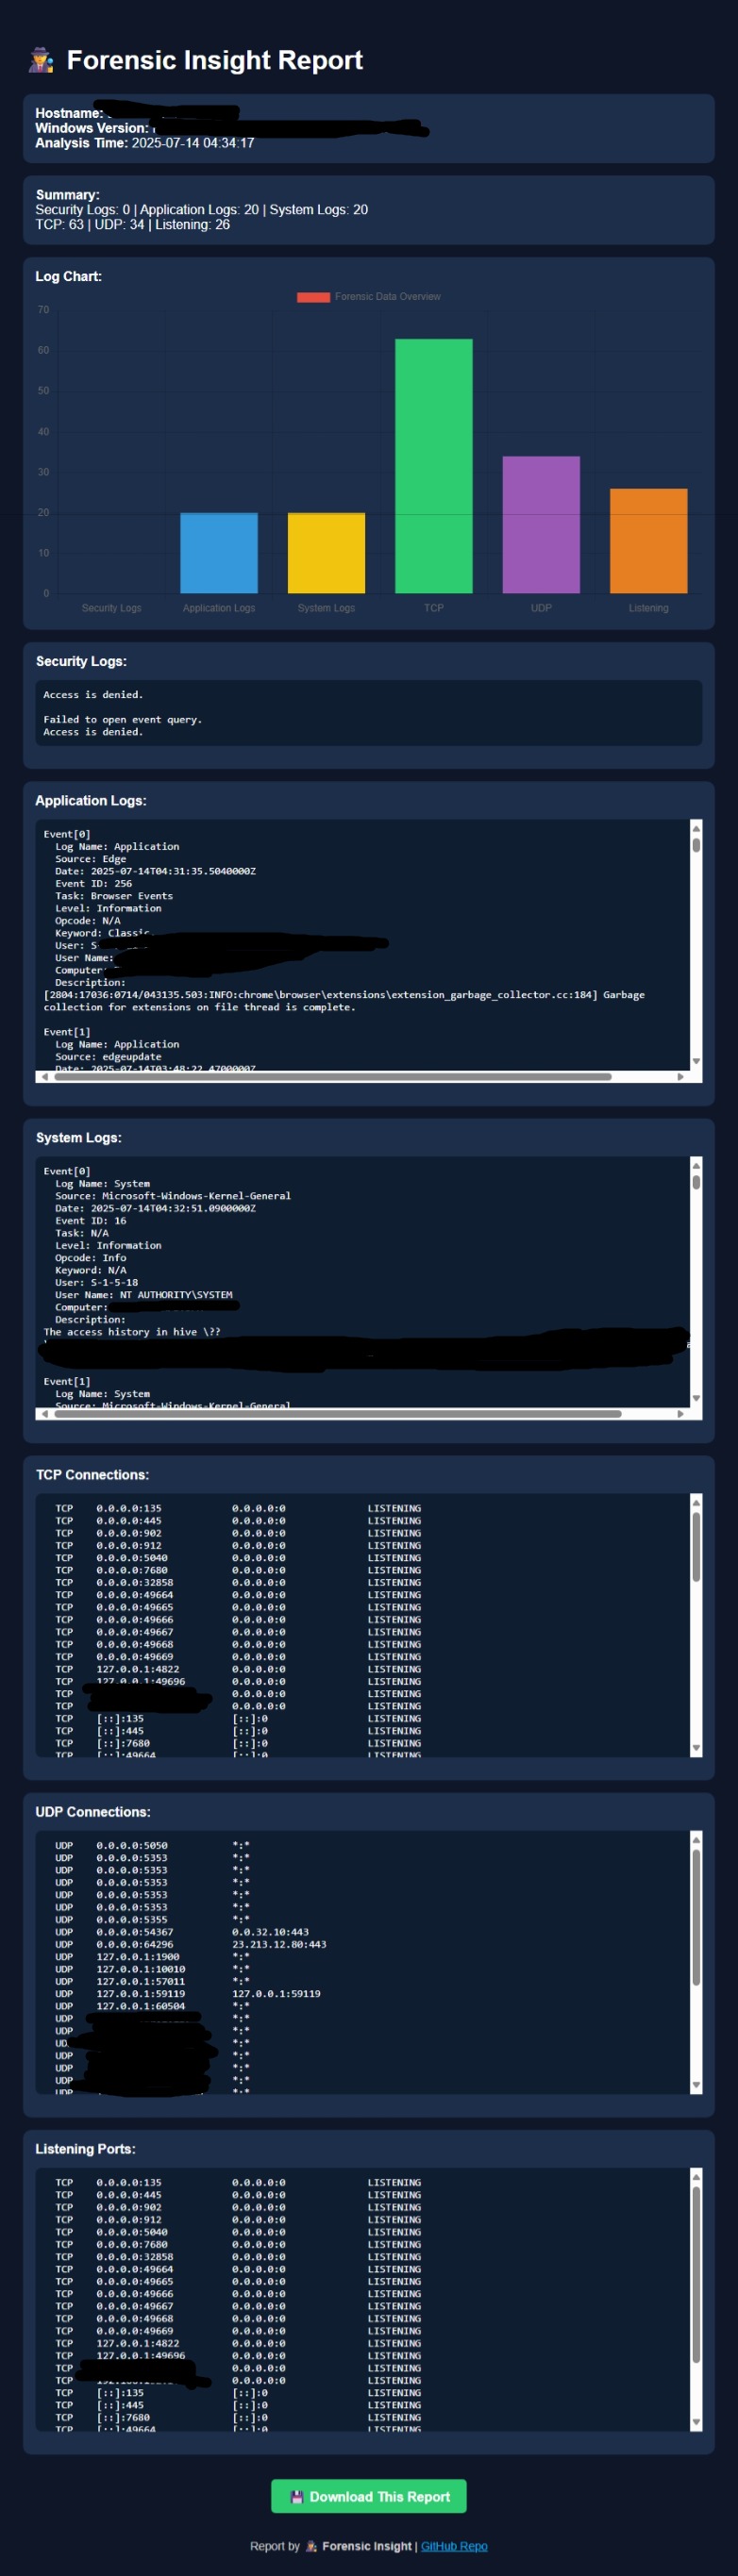 Forensic Insight Report
Hostname:
Windows Version:
Analysis Time: 2025-07-14 04:34:17
Summary:
Security Logs: 0 | Application Logs: 20 | System Logs: 20
TCP: 63 | UDP: 34 | Listening: 26
Log Chart:
Forensic Data Overview
70
60
50
40
30
20
10
0
Security Logs Application Logs System Logs TCP UDP Listening
Security Logs:
Access is denied.
Failed to open event query.
Access is denied.
Application Logs:
Event[0]
Log Name: Application
Source: Edge
Date: 2025-07-14T04:31:35.5040000Z
Event ID: 256
Task: Browser Events
Level: Information
Opcode: N/A
Keyword: Classic
User: S-
User Name:
Computer:
Description:
[2804:17036:0714/043135.503:INFO:chrome\browser\extensions\extension_garbage_collector.cc:184] Garbage
collection for extensions on file thread is complete.
Event[1]
Log Name: Application
Source: edgeupdate
Date: 2025-07-14T03:48:22.4700000Z
System Logs:
Event[0]
Log Name: System
Source: Microsoft-Windows-Kernel-General
Date: 2025-07-14T04:32:51.0900000Z
Event ID: 16
Task: N/A
Level: Information
Opcode: Info
Keyword: N/A
User: S-1-5-18
User Name: NT AUTHORITY\SYSTEM
Computer:
Description:
The access history in hive \??
Event[1]
Log Name: System
Source: Microsoft-Windows-Kernel-General
TCP Connections:
TCP 0.0.0.0:135 0.0.0.0:0 LISTENING
TCP 0.0.0.0:445 0.0.0.0:0 LISTENING
TCP 0.0.0.0:902 0.0.0.0:0 LISTENING
TCP 0.0.0.0:912 0.0.0.0:0 LISTENING
TCP 0.0.0.0:5040 0.0.0.0:0 LISTENING
TCP 0.0.0.0:7680 0.0.0.0:0 LISTENING
TCP 0.0.0.0:32858 0.0.0.0:0 LISTENING
TCP 0.0.0.0:49664 0.0.0.0:0 LISTENING
TCP 0.0.0.0:49665 0.0.0.0:0 LISTENING
TCP 0.0.0.0:49666 0.0.0.0:0 LISTENING
TCP 0.0.0.0:49667 0.0.0.0:0 LISTENING
TCP 0.0.0.0:49668 0.0.0.0:0 LISTENING
TCP 0.0.0.0:49669 0.0.0.0:0 LISTENING
TCP 127.0.0.1:4822 0.0.0.0:0 LISTENING
TCP 127.0.0.1:49696 0.0.0.0:0 LISTENING
TCP 0.0.0.0:0 LISTENING
TCP 0.0.0.0:0 LISTENING
TCP [::]:135 [::]:0 LISTENING
TCP [::]:445 [::]:0 LISTENING
TCP [::]:7680 [::]:0 LISTENING
TCP [::]:49664 [::]:0 LISTENING
UDP Connections:
UDP 0.0.0.0:5050 *:*
UDP 0.0.0.0:5353 *:*
UDP 0.0.0.0:5353 *:*
UDP 0.0.0.0:5353 *:*
UDP 0.0.0.0:5353 *:*
UDP 0.0.0.0:5353 *:*
UDP 0.0.0.0:5355 *:*
UDP 0.0.0.0:54367 0.0.32.10:443
UDP 0.0.0.0:64296 23.213.12.80:443
UDP 127.0.0.1:1900 *:*
UDP 127.0.0.1:10010 *:*
UDP 127.0.0.1:57011 *:*
UDP 127.0.0.1:59119 127.0.0.1:59119
UDP 127.0.0.1:60504 *:*
UDP *:*
UDP *:*
UD *:*
UDP *:*
UDP *:*
UDP *:*
UDP *:*
Listening Ports:
TCP 0.0.0.0:135 0.0.0.0:0 LISTENING
TCP 0.0.0.0:445 0.0.0.0:0 LISTENING
TCP 0.0.0.0:902 0.0.0.0:0 LISTENING
TCP 0.0.0.0:912 0.0.0.0:0 LISTENING
TCP 0.0.0.0:5040 0.0.0.0:0 LISTENING
TCP 0.0.0.0:7680 0.0.0.0:0 LISTENING
TCP 0.0.0.0:32858 0.0.0.0:0 LISTENING
TCP 0.0.0.0:49664 0.0.0.0:0 LISTENING
TCP 0.0.0.0:49665 0.0.0.0:0 LISTENING
TCP 0.0.0.0:49666 0.0.0.0:0 LISTENING
TCP 0.0.0.0:49667 0.0.0.0:0 LISTENING
TCP 0.0.0.0:49668 0.0.0.0:0 LISTENING
TCP 0.0.0.0:49669 0.0.0.0:0 LISTENING
TCP 127.0.0.1:4822 0.0.0.0:0 LISTENING
TCP 127.0.0.1:49696 0.0.0.0:0 LISTENING
TCP 0.0.0.0:0 LISTENING
TCP 0.0.0.0:0 LISTENING
TCP [::]:135 [::]:0 LISTENING
TCP [::]:445 [::]:0 LISTENING
TCP [::]:7680 [::]:0 LISTENING
TCP [::]:49664 [::]:0 LISTENING
Download This Report
Report by Forensic Insight | GitHub Repo